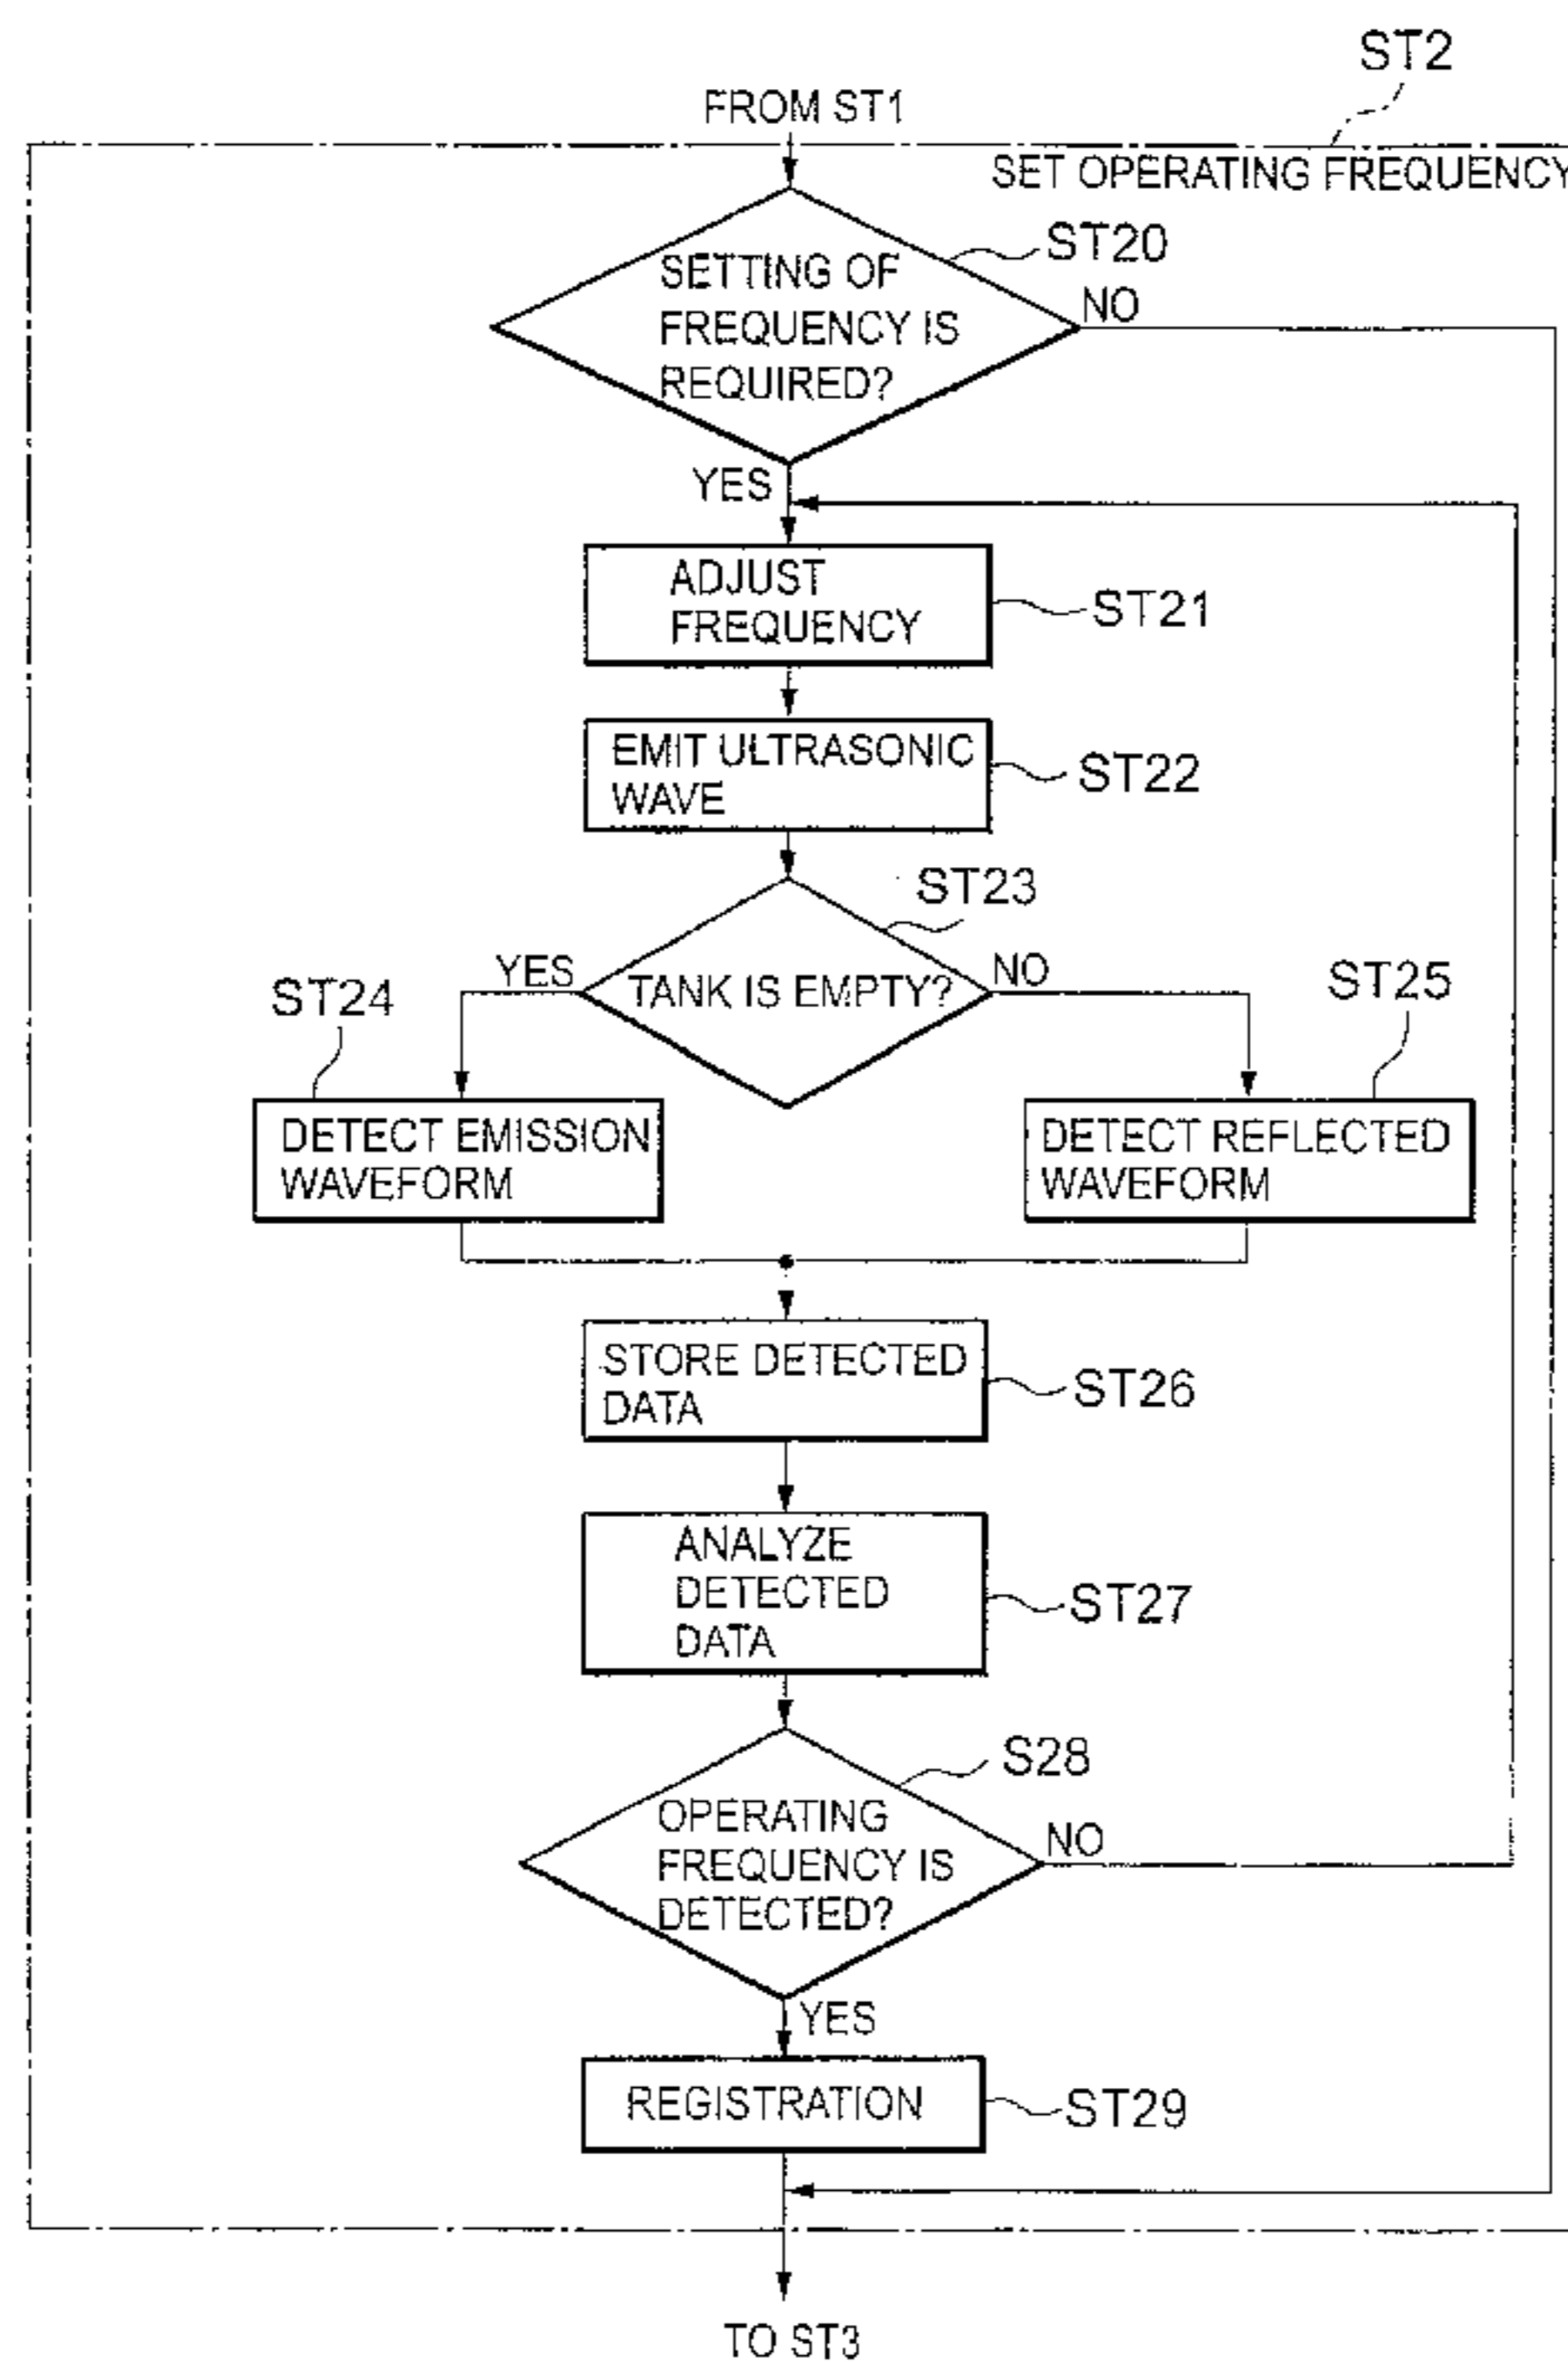 ST2
FROM ST1
SET OPERATING FREQUENCY
ST20
SETTING OF
FREQUENCY IS
REQUIRED?
NO
YES
ADJUST
FREQUENCY
ST21
EMIT ULTRASONIC
WAVE
ST22
ST23
YES
TANK IS EMPTY?
NO
ST24
ST25
DETECT EMISSION
WAVEFORM
DETECT REFLECTED
WAVEFORM
STORE DETECTED
DATA
ST26
ANALYZE
DETECTED
DATA
ST27
S28
OPERATING
FREQUENCY IS
DETECTED?
NO
YES
REGISTRATION
ST29
TO ST3